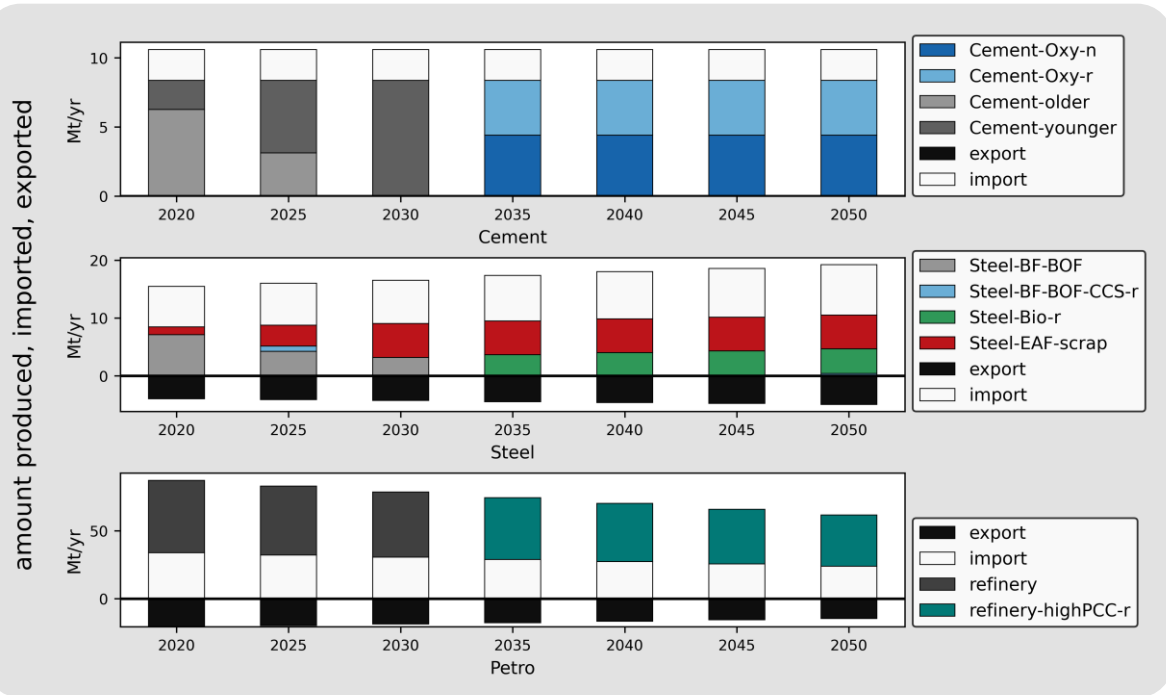 amount produced, imported, exported
Mt/yr
10
5
0
2020 2025 2030 2035 2040 2045 2050
Cement
Cement-Oxy-n
Cement-Oxy-r
Cement-older
Cement-younger
export
import
Mt/yr
20
10
0
2020 2025 2030 2035 2040 2045 2050
Steel
Steel-BF-BOF
Steel-BF-BOF-CCS-r
Steel-Bio-r
Steel-EAF-scrap
export
import
Mt/yr
50
0
2020 2025 2030 2035 2040 2045 2050
Petro
export
import
refinery
refinery-highPCC-r